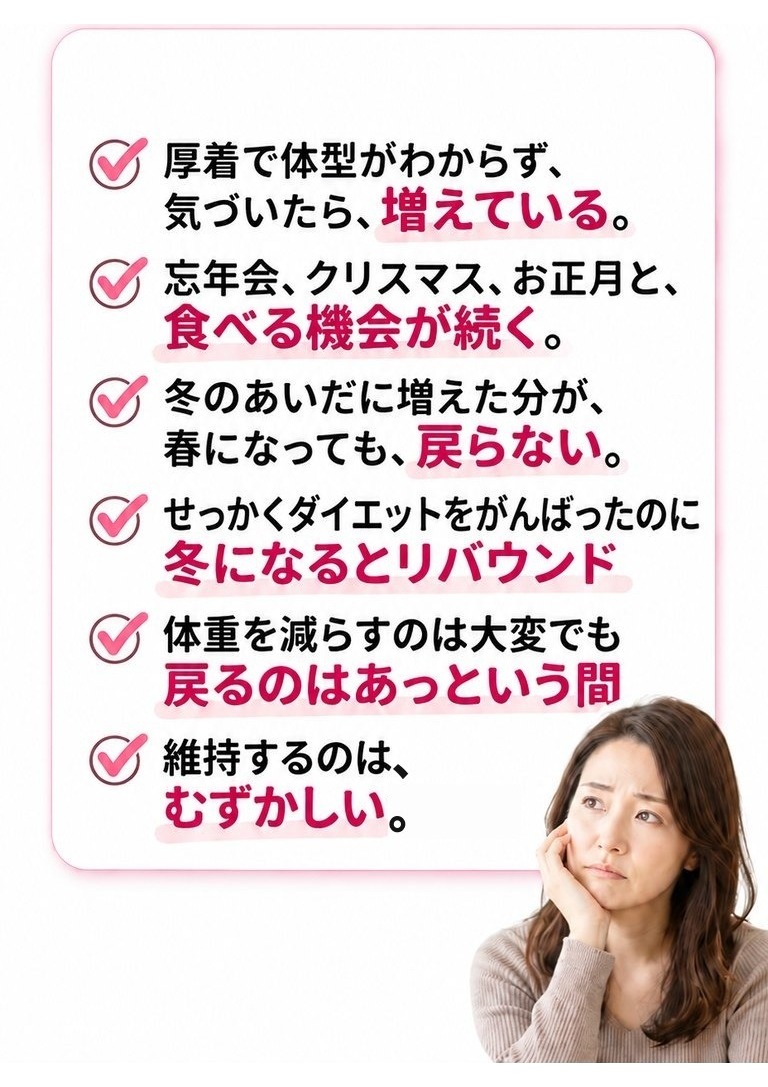 厚着で体型がわからず、
気づいたら、増えている。
忘年会、クリスマス、お正月と、
食べる機会が続く。
冬のあいだに増えた分が、
春になっても、戻らない。
せっかくダイエットをがんばったのに
冬になるとリバウンド
体重を減らすのは大変でも
戻るのはあっという間
維持するのは、
むずかしい。